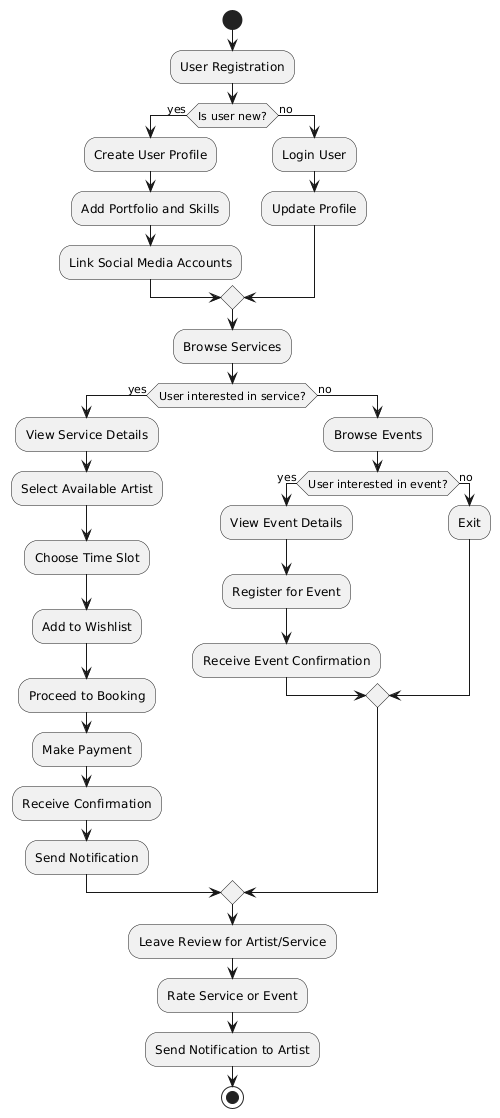 User Registration
Is user new?
yes
no
Create User Profile
Login User
Add Portfolio and Skills
Update Profile
Link Social Media Accounts
Browse Services
User interested in service?
yes
no
View Service Details
Browse Events
Select Available Artist
User interested in event?
yes
no
View Event Details
Exit
Choose Time Slot
Register for Event
Add to Wishlist
Receive Event Confirmation
Proceed to Booking
Make Payment
Receive Confirmation
Send Notification
Leave Review for Artist/Service
Rate Service or Event
Send Notification to Artist